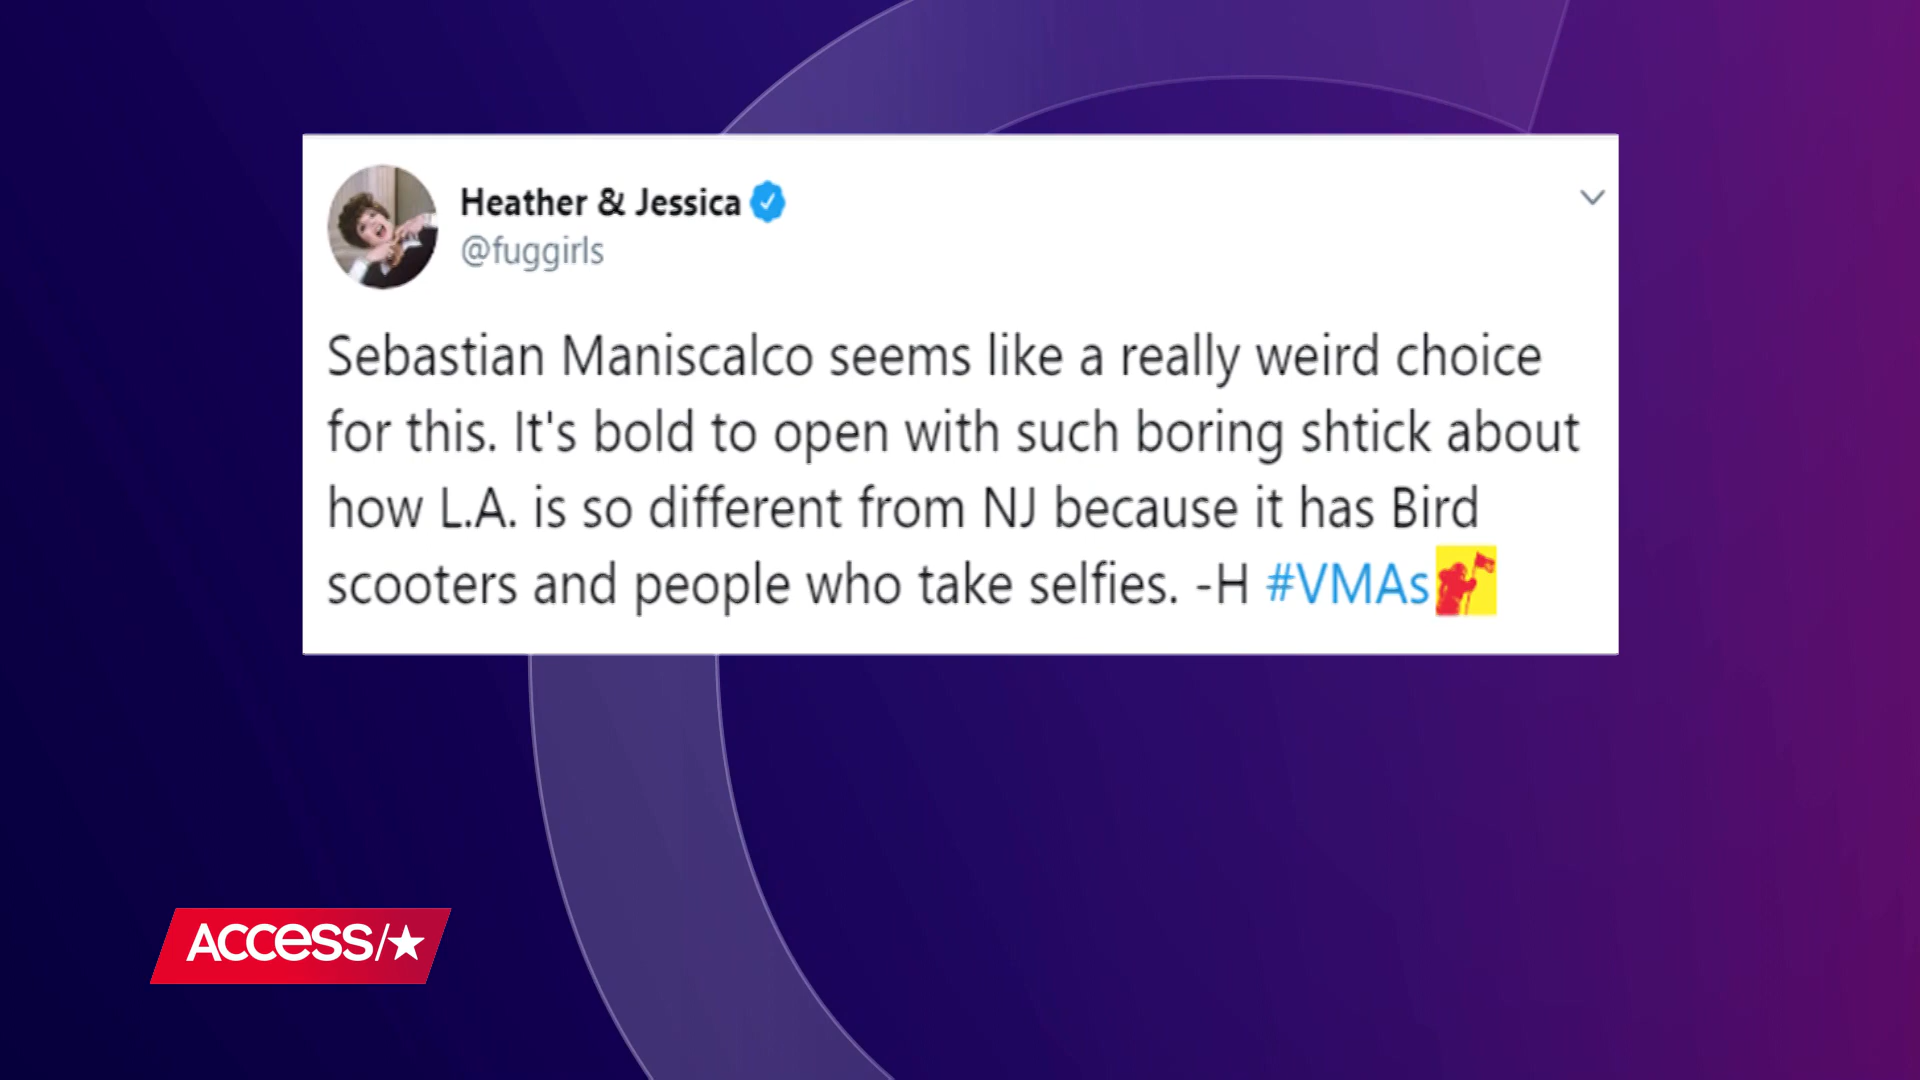 Heather & Jessica
@fuggirls
Sebastian Maniscalco seems like a really weird choice
for this. It's bold to open with such boring shtick about
how L.A. is so different from NJ because it has Bird
scooters and people who take selfies. -H #VMAs
ACCESS/